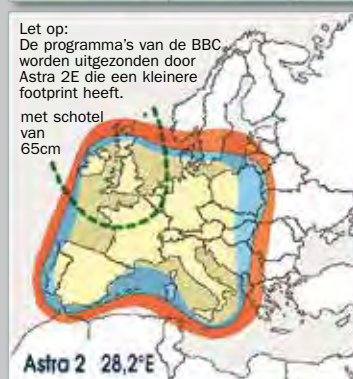 Let op:
De programma's van de BBC
worden uitgezonden door
Astra 2E die een kleinere
footprint heeft.
met schotel
van
65cm
Astra 2 28,2°E